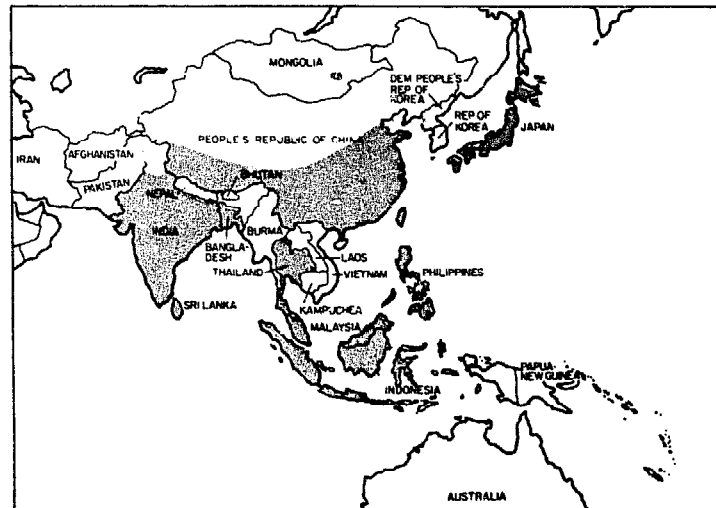 MONGOLIA
DEM PEOPLE'S
REP OF
KOREA
REP OF
KOREA
JAPAN
PEOPLE'S REPUBLIC OF CHINA
IRAN
AFGHANISTAN
PAKISTAN
NEPAL
BHUTAN
INDIA
BANGLA-
DESH
BURMA
THAILAND
LAOS
VIETNAM
KAMPUCHEA
PHILIPPINES
SRI LANKA
MALAYSIA
INDONESIA
PAPUA
NEW GUINEA
AUSTRALIA